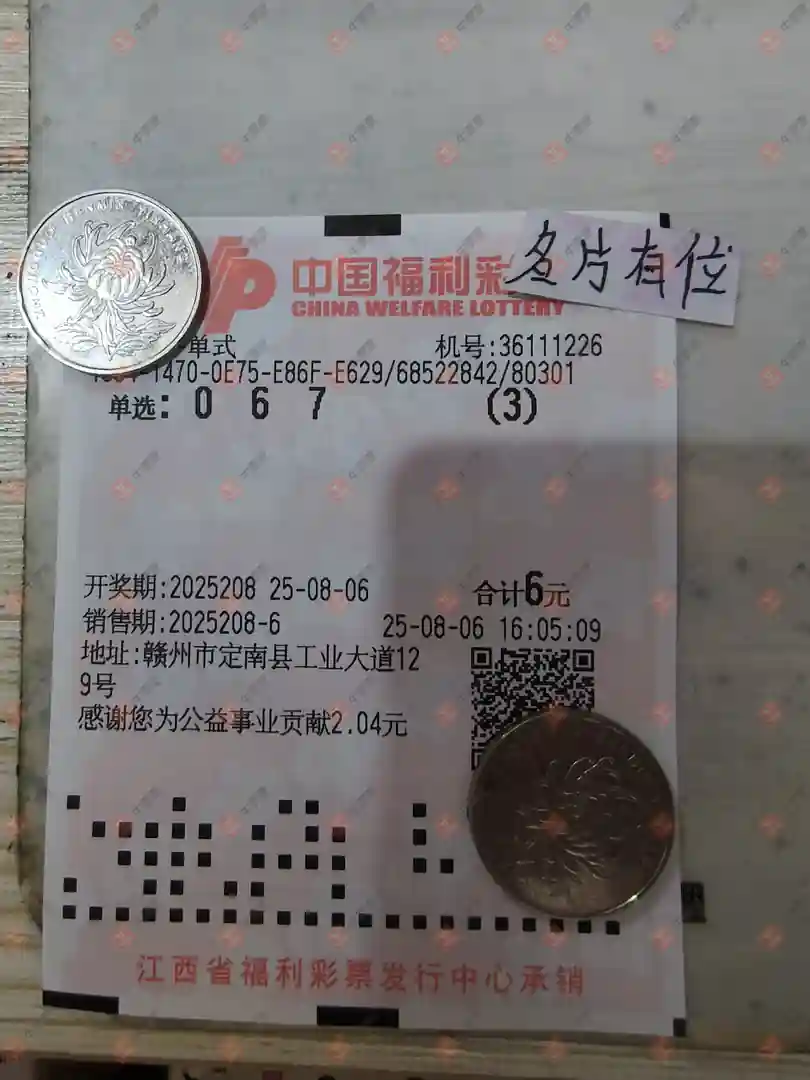 名片有位
中国福利彩
CHINA WELFARE LOTTERY
单式 机号:36111226
1470-0E75-E86F-E629/68522842/80301
单选: 0 6 7 (3)
开奖期:2025208 25-08-06 合计6元
销售期:2025208-6 25-08-06 16:05:09
地址:赣州市定南县工业大道12
9号
感谢您为公益事业贡献2.04元
江西省福利彩票发行中心承销